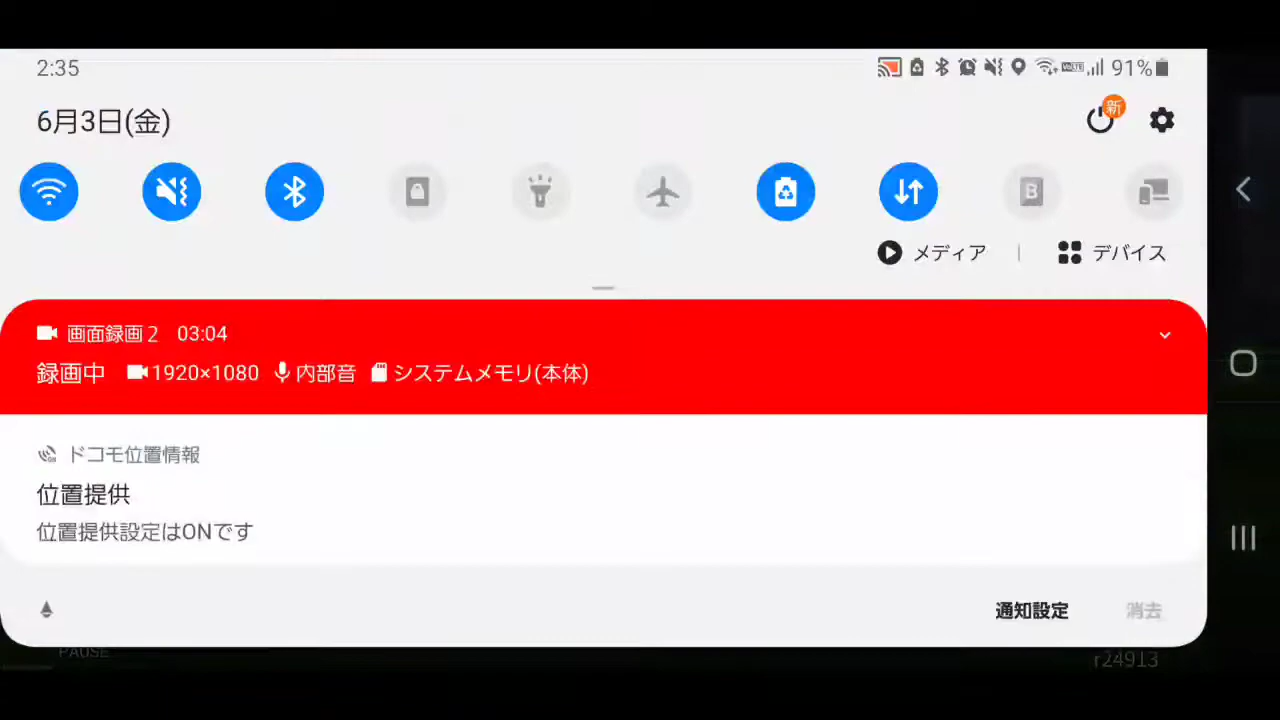 2:35
VoLTE 91%
6月3日(金)
新
B
メディア | デバイス
画面録画2 03:04
録画中 1920×1080 内部音 システムメモリ(本体)
ON ドコモ位置情報
位置提供
位置提供設定はONです
通知設定 消去
PAUSE
r24913